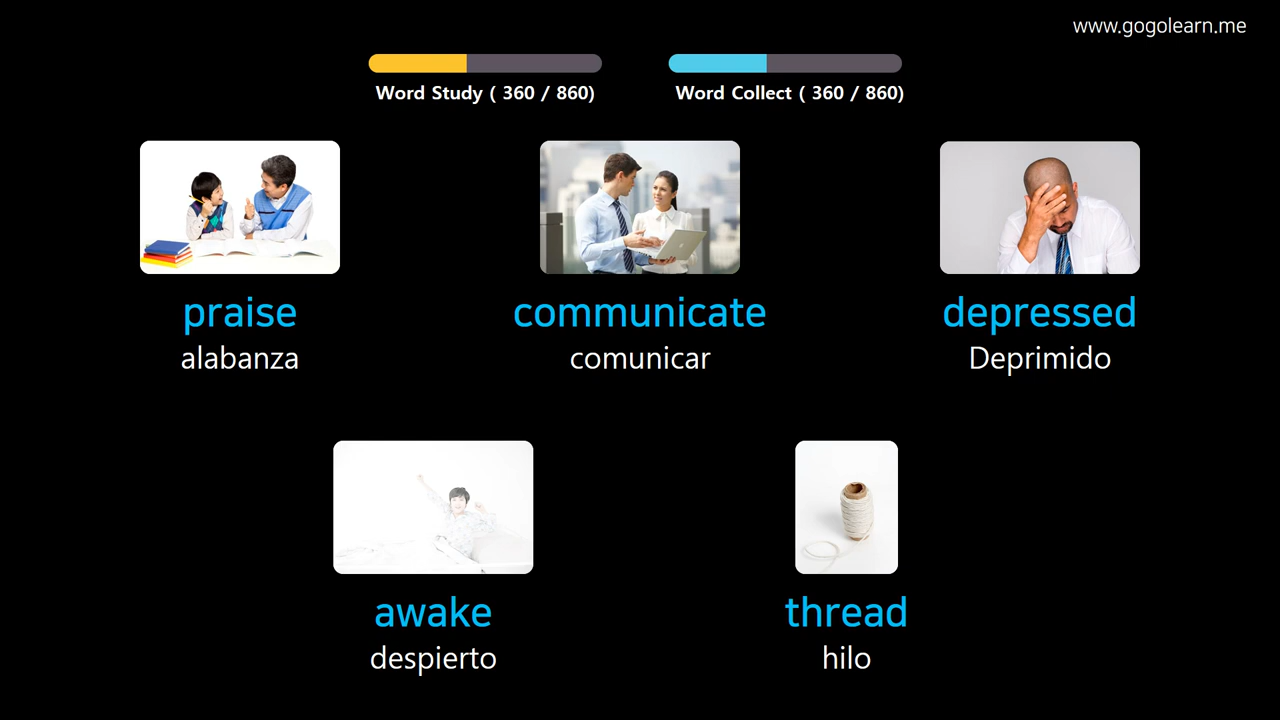 www.gogolearn.me
Word Study ( 360 / 860)
Word Collect ( 360 / 860)
praise
alabanza
communicate
comunicar
depressed
Deprimido
awake
despierto
thread
hilo